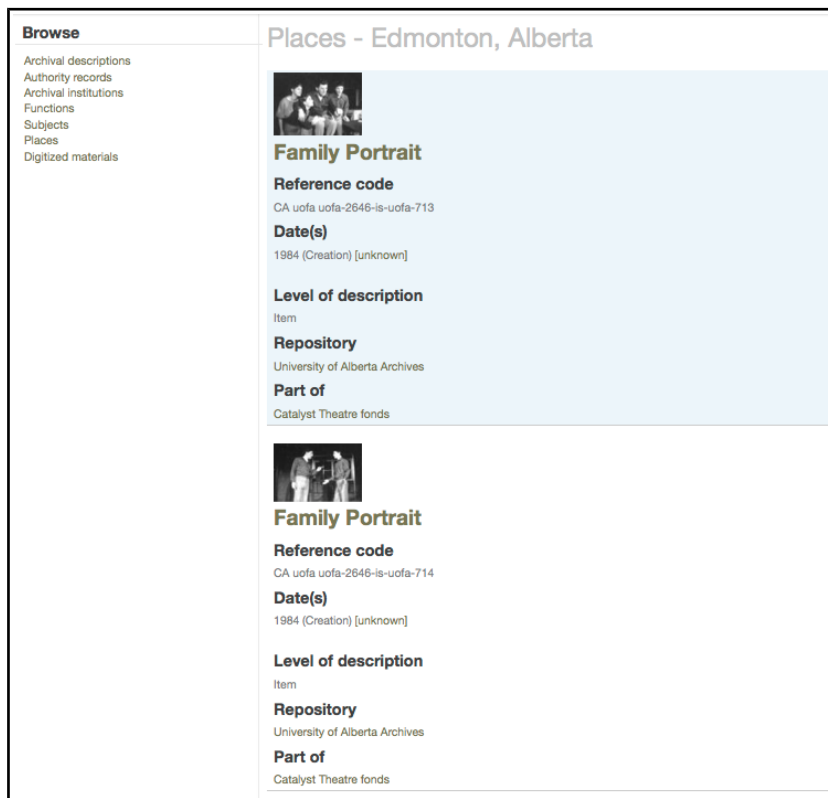 Browse
Archival descriptions
Authority records
Archival institutions
Functions
Subjects
Places
Digitized materials
Places - Edmonton, Alberta
Family Portrait
Reference code
CA uofa uofa-2646-is-uofa-713
Date(s)
1984 (Creation) [unknown]
Level of description
Item
Repository
University of Alberta Archives
Part of
Catalyst Theatre fonds
Family Portrait
Reference code
CA uofa uofa-2646-is-uofa-714
Date(s)
1984 (Creation) [unknown]
Level of description
Item
Repository
University of Alberta Archives
Part of
Catalyst Theatre fonds